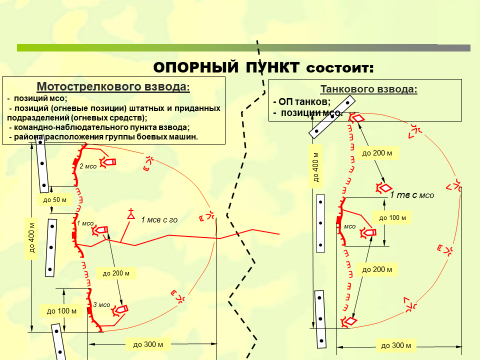 ОПОРНЫЙ ПУНКТ состоит:
Мотострелкового взвода:
- позиций мсо;
- позиций (огневые позиции) штатных и приданных
подразделений (огневых средств);
- командно-наблюдательного пункта взвода;
- района расположения группы боевых машин.
Танкового взвода:
- ОП танков;
- позиции мсо.
2 мсо
до 50 м
1 мсо
1 мсв с го
до 400 м
до 200 м
3 мсо
до 100 м
до 300 м
до 400 м
до 200 м
1 тв с мсо
до 100 м
мсо
до 200 м
до 300 м